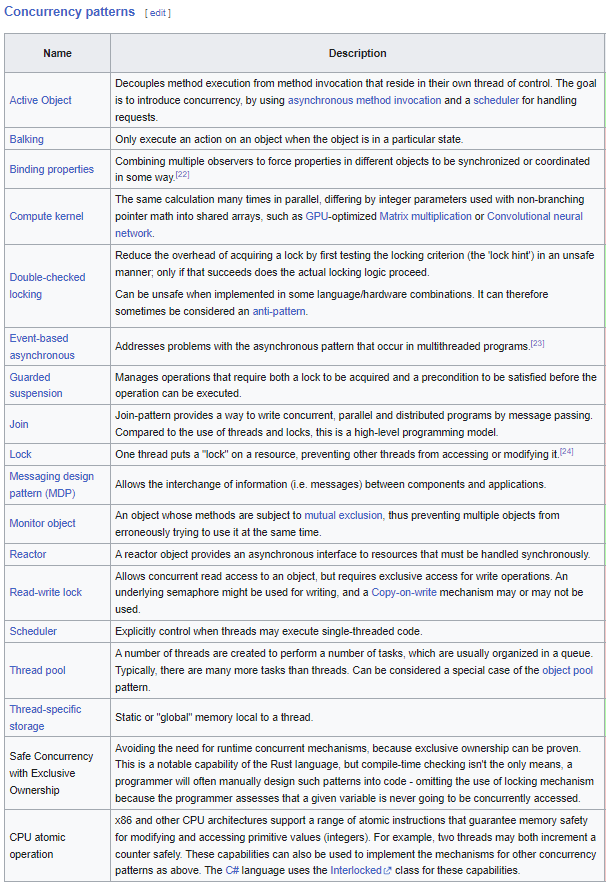 Concurrency patterns [ edit ]
Name Description
Active Object
Decouples method execution from method invocation that reside in their own thread of control. The goal
is to introduce concurrency, by using asynchronous method invocation and a scheduler for handling
requests.
Balking
Only execute an action on an object when the object is in a particular state.
Binding properties
Combining multiple observers to force properties in different objects to be synchronized or coordinated
in some way.[22]
Compute kernel
The same calculation many times in parallel, differing by integer parameters used with non-branching
pointer math into shared arrays, such as GPU-optimized Matrix multiplication or Convolutional neural
network.
Double-checked
locking
Reduce the overhead of acquiring a lock by first testing the locking criterion (the 'lock hint') in an unsafe
manner; only if that succeeds does the actual locking logic proceed.
Can be unsafe when implemented in some language/hardware combinations. It can therefore
sometimes be considered an anti-pattern.
Event-based
asynchronous
Addresses problems with the asynchronous pattern that occur in multithreaded programs.[23]
Guarded
suspension
Manages operations that require both a lock to be acquired and a precondition to be satisfied before the
operation can be executed.
Join
Join-pattern provides a way to write concurrent, parallel and distributed programs by message passing.
Compared to the use of threads and locks, this is a high-level programming model.
Lock
One thread puts a "lock" on a resource, preventing other threads from accessing or modifying it.[24]
Messaging design
pattern (MDP)
Allows the interchange of information (i.e. messages) between components and applications.
Monitor object
An object whose methods are subject to mutual exclusion, thus preventing multiple objects from
erroneously trying to use it at the same time.
Reactor
A reactor object provides an asynchronous interface to resources that must be handled synchronously.
Read-write lock
Allows concurrent read access to an object, but requires exclusive access for write operations. An
underlying semaphore might be used for writing, and a Copy-on-write mechanism may or may not be
used.
Scheduler
Explicitly control when threads may execute single-threaded code.
Thread pool
A number of threads are created to perform a number of tasks, which are usually organized in a queue.
Typically, there are many more tasks than threads. Can be considered a special case of the object pool
pattern.
Thread-specific
storage
Static or "global" memory local to a thread.
Safe Concurrency
with Exclusive
Ownership
Avoiding the need for runtime concurrent mechanisms, because exclusive ownership can be proven.
This is a notable capability of the Rust language, but compile-time checking isn't the only means, a
programmer will often manually design such patterns into code - omitting the use of locking mechanism
because the programmer assesses that a given variable is never going to be concurrently accessed.
CPU atomic
operation
x86 and other CPU architectures support a range of atomic instructions that guarantee memory safety
for modifying and accessing primitive values (integers). For example, two threads may both increment a
counter safely. These capabilities can also be used to implement the mechanisms for other concurrency
patterns as above. The C# language uses the Interlocked class for these capabilities.